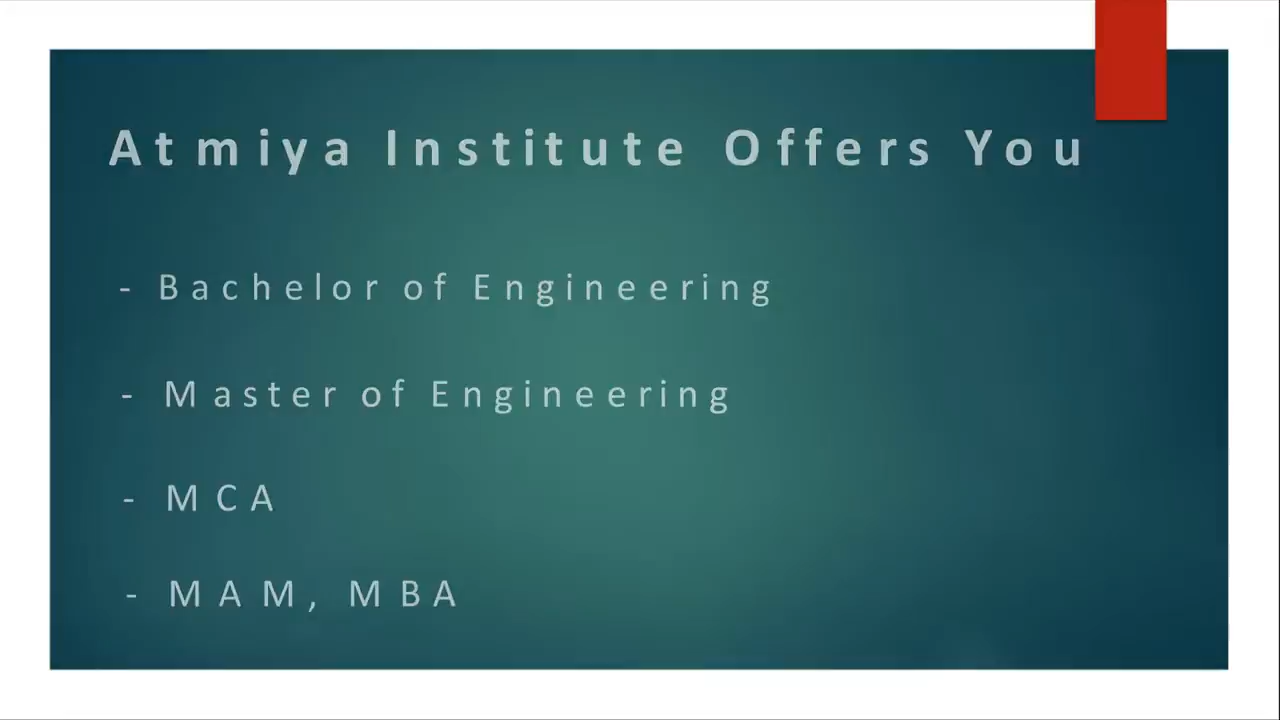 Atmiya Institute Offers You
- Bachelor of Engineering
- Master of Engineering
- MCA
- MAM, MBA